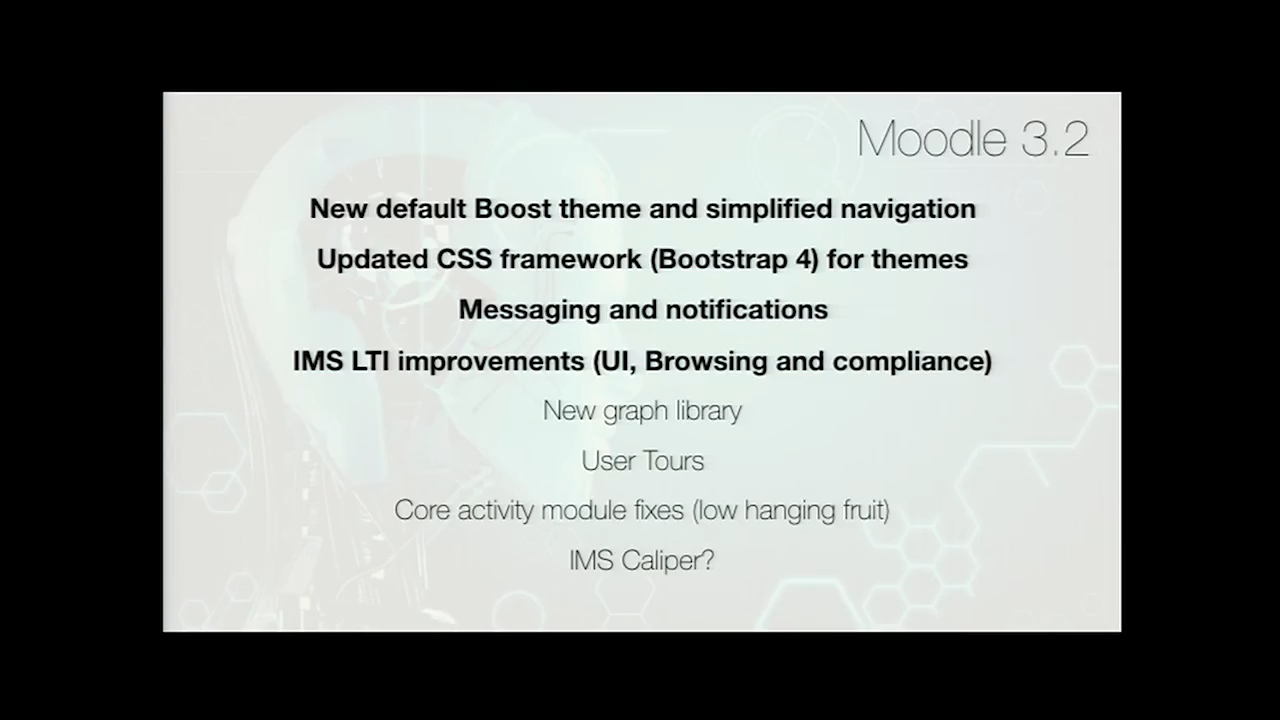 Moodle 3.2
New default Boost theme and simplified navigation
Updated CSS framework (Bootstrap 4) for themes
Messaging and notifications
IMS LTI improvements (UI, Browsing and compliance)
New graph library
User Tours
Core activity module fixes (low hanging fruit)
IMS Caliper?